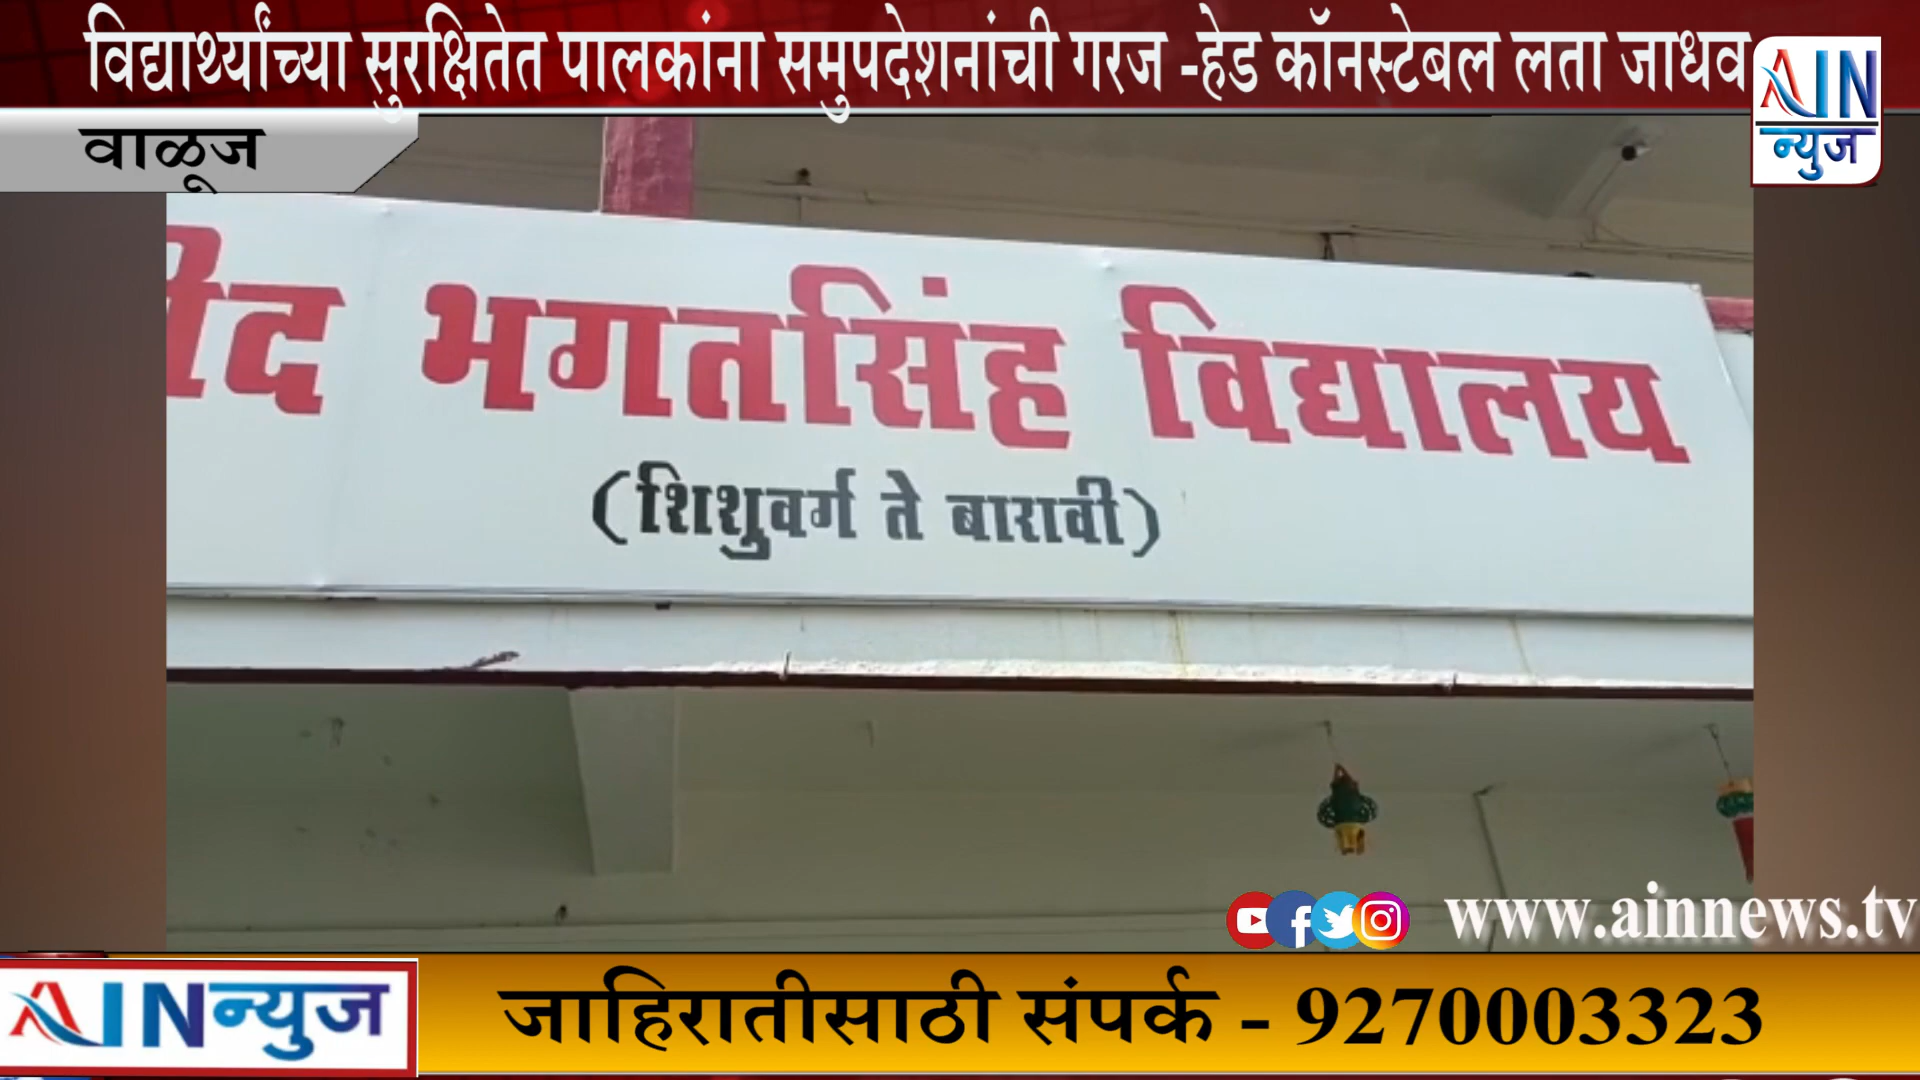 विद्यार्थ्यांच्या सुरक्षितेत पालकांना समुपदेशनांची गरज -हेड कॉनस्टेबल लता जाधव
AIN
न्युज
वाळूज
भगतसिंह विद्यालय
(शिशुवर्ग ते बारावी)
www.ainnews.tv
AIN न्युज
जाहिरातीसाठी संपर्क - 9270003323